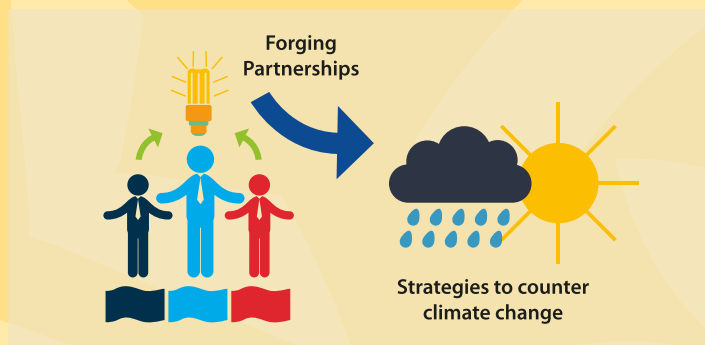 Forging
Partnerships
Strategies to counter
climate change